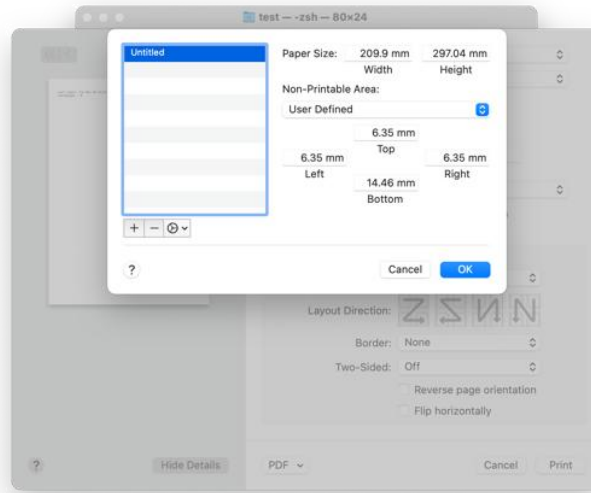 test — -zsh — 80×24
Untitled
Paper Size: 209.9 mm 297.04 mm
Width Height
Non-Printable Area:
User Defined
6.35 mm
Top
6.35 mm 6.35 mm
Left Right
14.46 mm
Bottom
+ −
? Cancel OK
Layout Direction:
Border: None
Two-Sided: Off
Reverse page orientation
Flip horizontally
? Hide Details PDF Cancel Print